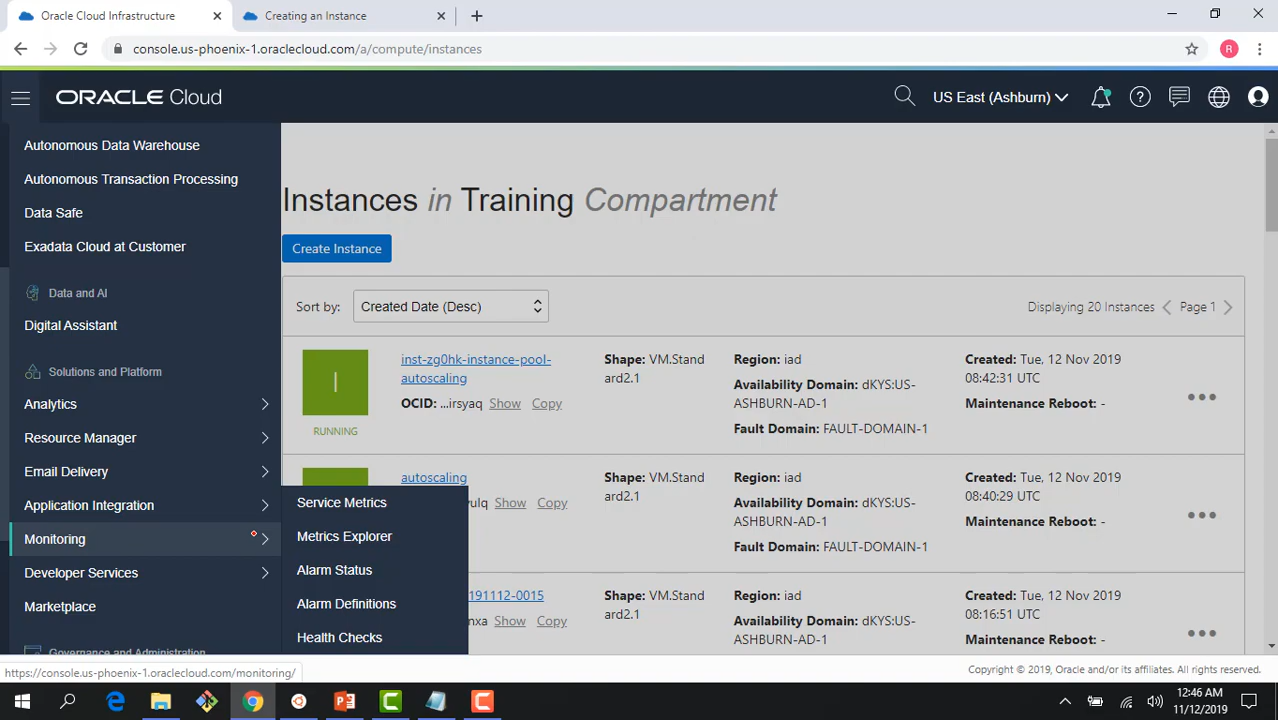 Oracle Cloud Infrastructure
Creating an Instance
console.us-phoenix-1.oraclecloud.com/a/compute/instances
R
ORACLE Cloud
US East (Ashburn)
Autonomous Data Warehouse
Autonomous Transaction Processing
Data Safe
Exadata Cloud at Customer
Data and AI
Digital Assistant
Solutions and Platform
Analytics
Resource Manager
Email Delivery
Application Integration
Monitoring
Developer Services
Marketplace
Governance and Administration
Service Metrics
Metrics Explorer
Alarm Status
Alarm Definitions
Health Checks
Instances in Training Compartment
Create Instance
Sort by:
Created Date (Desc)
Displaying 20 Instances
Page 1
I
RUNNING
inst-zg0hk-instance-pool-
autoscaling
OCID: ...irsyaq Show Copy
Shape: VM.Stand
ard2.1
Region: iad
Availability Domain: dKYS:US-
ASHBURN-AD-1
Fault Domain: FAULT-DOMAIN-1
Created: Tue, 12 Nov 2019
08:42:31 UTC
Maintenance Reboot: -
autoscaling
yulq Show Copy
Shape: VM.Stand
ard2.1
Region: iad
Availability Domain: dKYS:US-
ASHBURN-AD-1
Fault Domain: FAULT-DOMAIN-1
Created: Tue, 12 Nov 2019
08:40:29 UTC
Maintenance Reboot: -
191112-0015
nxa Show Copy
Shape: VM.Stand
ard2.1
Region: iad
Availability Domain: dKYS:US-
ASHBURN-AD-1
Created: Tue, 12 Nov 2019
08:16:51 UTC
Maintenance Reboot: -
https://console.us-phoenix-1.oraclecloud.com/monitoring/
Copyright © 2019, Oracle and/or its affiliates. All rights reserved.
12:46 AM
11/12/2019